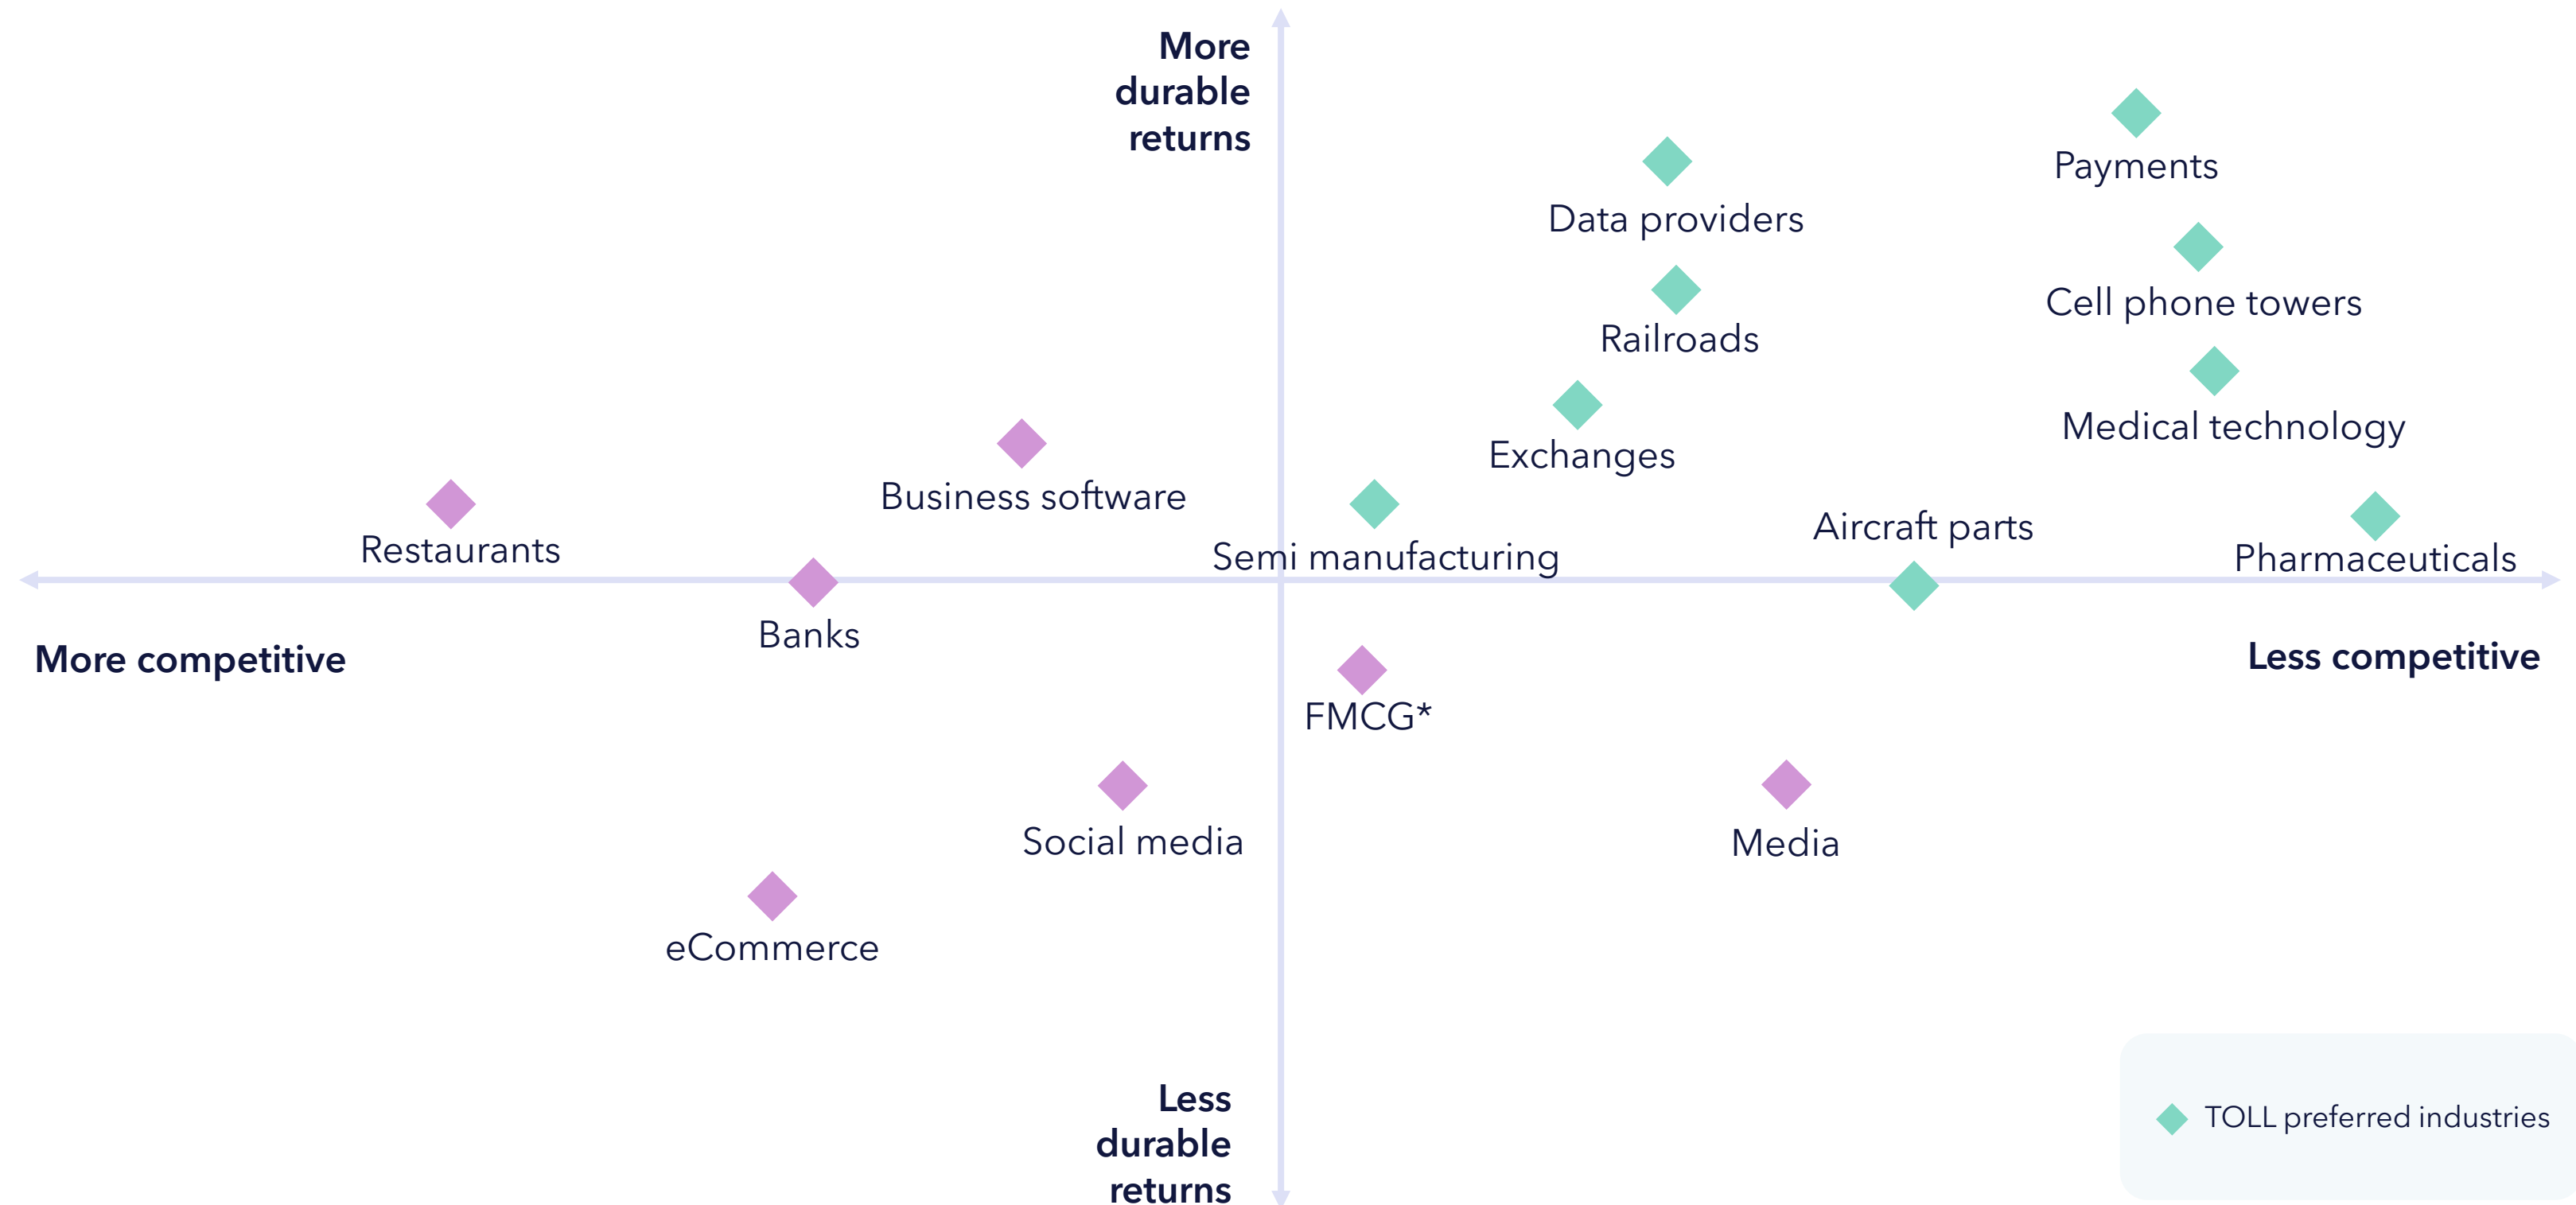 More
durable
returns
Payments
Data providers
Cell phone towers
Railroads
Medical technology
Exchanges
Business software
Restaurants
Semi manufacturing
Aircraft parts
Pharmaceuticals
Banks
More competitive
Less competitive
FMCG*
Social media
Media
eCommerce
Less
durable
returns
TOLL preferred industries